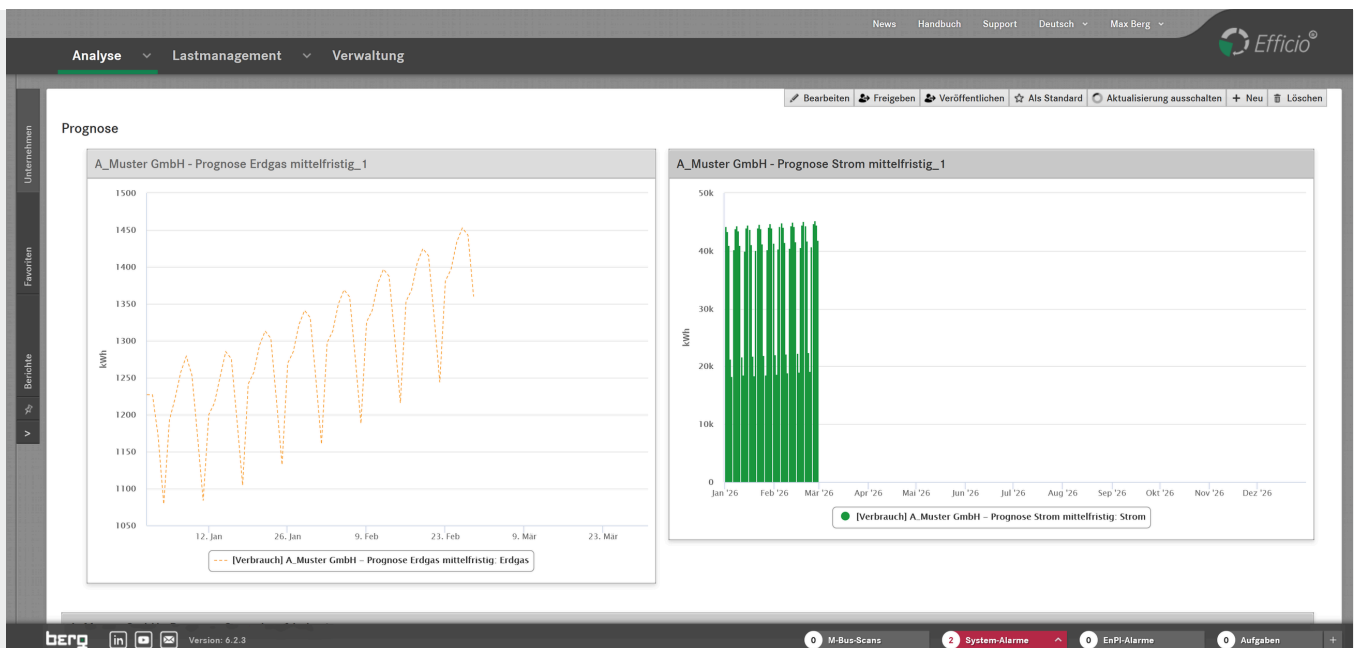 News Handbuch Support Deutsch Max Berg
Efficio®
Analyse Lastmanagement Verwaltung
Bearbeiten Freigeben Veröffentlichen Als Standard Aktualisierung ausschalten + Neu Löschen
Unternehmen
Favoriten
Berichte
>
Prognose
A_Muster GmbH - Prognose Erdgas mittelfristig_1
1500
1450
1400
1350
1300
1250
1200
1150
1100
1050
kWh
12. Jan 26. Jan 9. Feb 23. Feb 9. Mär 23. Mär
[Verbrauch] A_Muster GmbH – Prognose Erdgas mittelfristig: Erdgas
A_Muster GmbH - Prognose Strom mittelfristig_1
50k
40k
30k
20k
10k
0
kWh
Jan '26 Feb '26 Mär '26 Apr '26 Mai '26 Jun '26 Jul '26 Aug '26 Sep '26 Okt '26 Nov '26 Dez '26
[Verbrauch] A_Muster GmbH – Prognose Strom mittelfristig: Strom
berg in Version: 6.2.3
0 M-Bus-Scans 2 System-Alarme 0 EnPI-Alarme 0 Aufgaben +